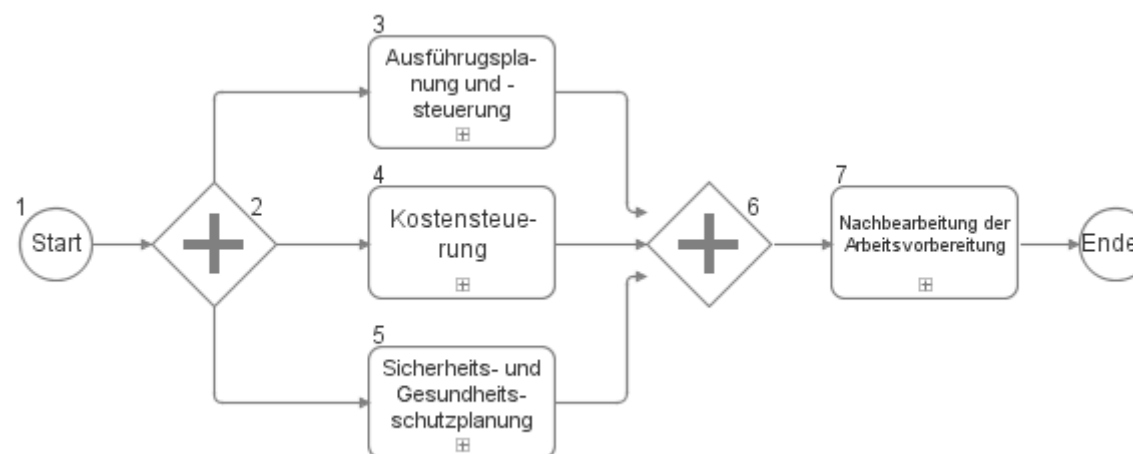 3
Ausführugspla-
nung und -
steuerung
1
Start
2
4
Kostensteue-
rung
6
7
Nachbearbeitung der
Arbeitsvorbereitung
Ende
5
Sicherheits- und
Gesundheits-
schutzplanung